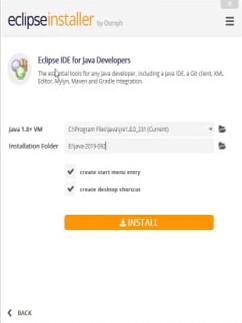 eclipseinstaller by Oomph
Eclipse IDE for Java Developers
The essential tools for any Java developer, including a Java IDE, a Git client, XML
Editor, Mylyn, Maven and Gradle integration.
Java 1.8+ VM C:\Program Files\Java\jre1.8.0_231 (Current)
Installation Folder E:\java-2019-092
create start menu entry
create desktop shortcut
INSTALL
BACK